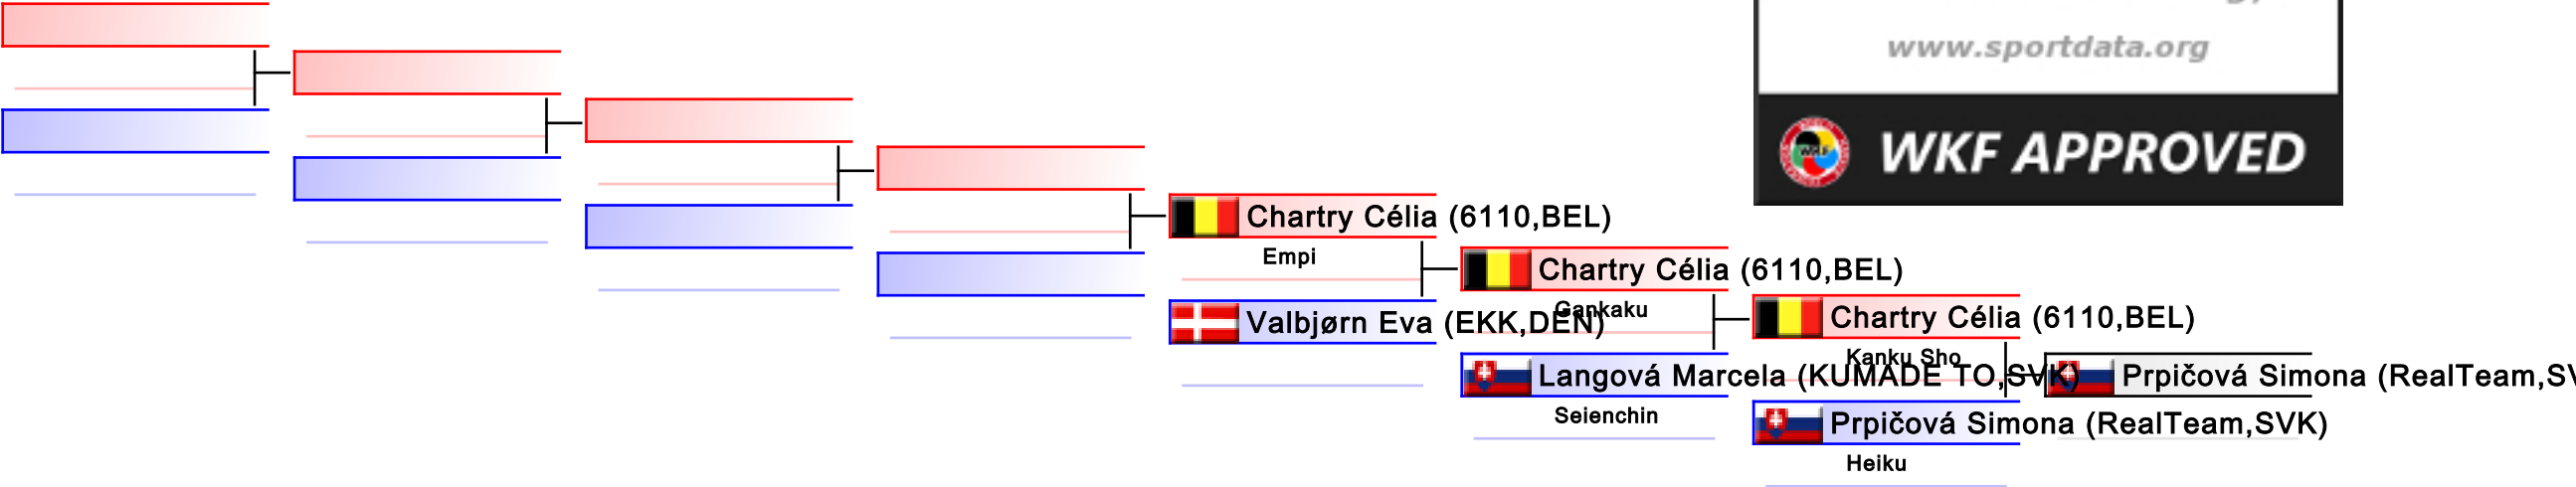 www.sportdata.org
WKF APPROVED
Chartry Célia (6110,BEL)
Empi
Valbjørn Eva (EKK,DEN)
Chartry Célia (6110,BEL)
Gankaku
Langová Marcela (KUMADE TO,SVK)
Seienchin
Chartry Célia (6110,BEL)
Kanku Sho
Prpičová Simona (RealTeam,SVK)
Heiku
Prpičová Simona (RealTeam,SV